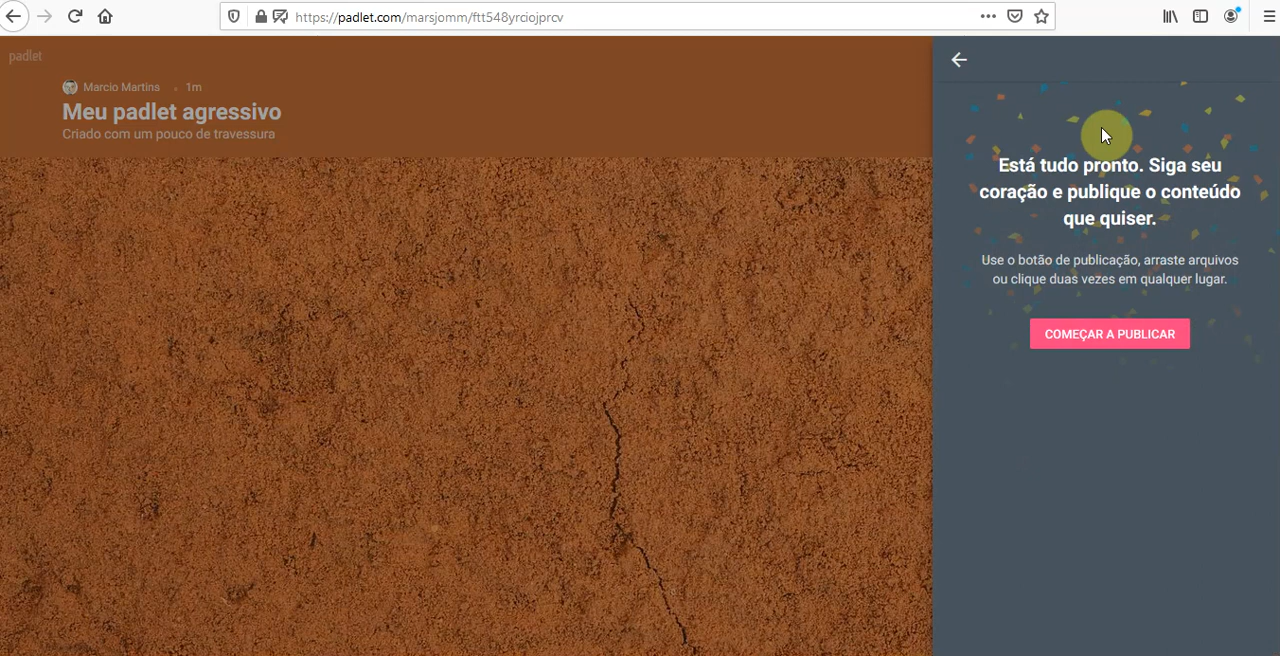 https://padlet.com/marsjomm/ftt548yrciojprcv
padlet
Marcio Martins • 1m
Meu padlet agressivo
Criado com um pouco de travessura
Está tudo pronto. Siga seu
coração e publique o conteúdo
que quiser.
Use o botão de publicação, arraste arquivos
ou clique duas vezes em qualquer lugar.
COMEÇAR A PUBLICAR